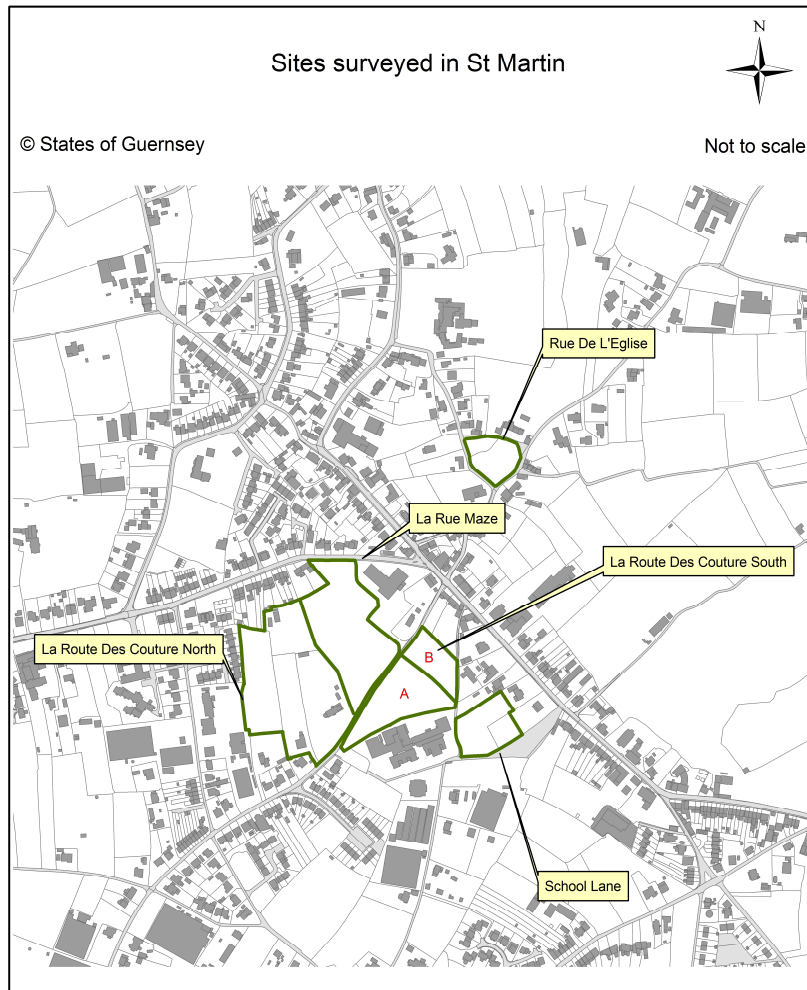 N
Sites surveyed in St Martin
© States of Guernsey
Not to scale
Rue De L'Eglise
La Rue Maze
La Route Des Couture South
La Route Des Couture North
B
A
School Lane